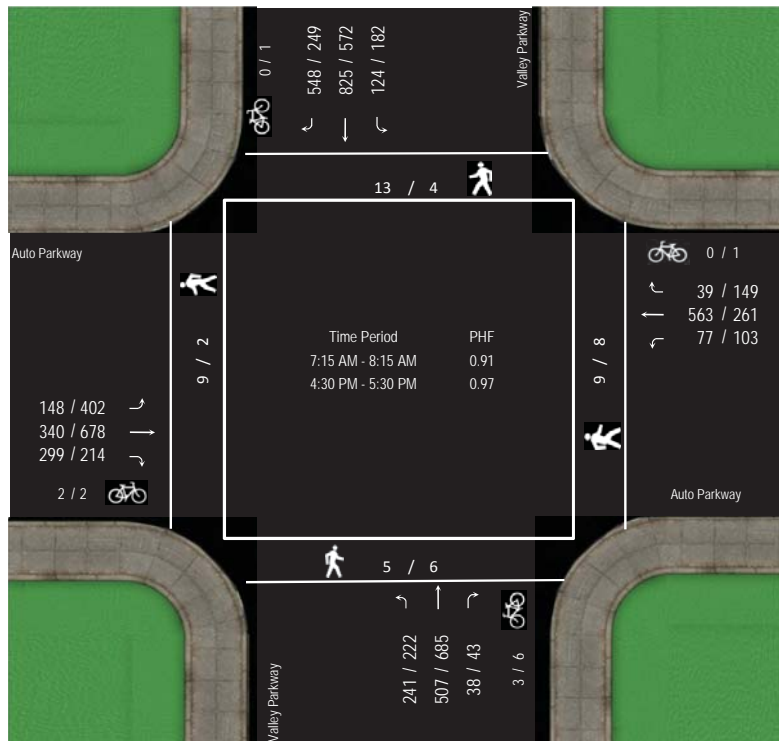 Valley Parkway
0 / 1
548 / 249
825 / 572
124 / 182
13 / 4
Auto Parkway
0 / 1
39 / 149
563 / 261
77 / 103
9 / 2
Time Period PHF
7:15 AM - 8:15 AM 0.91
4:30 PM - 5:30 PM 0.97
9 / 8
148 / 402
340 / 678
299 / 214
2 / 2
Auto Parkway
5 / 6
241 / 222
507 / 685
38 / 43
3 / 6
Valley Parkway